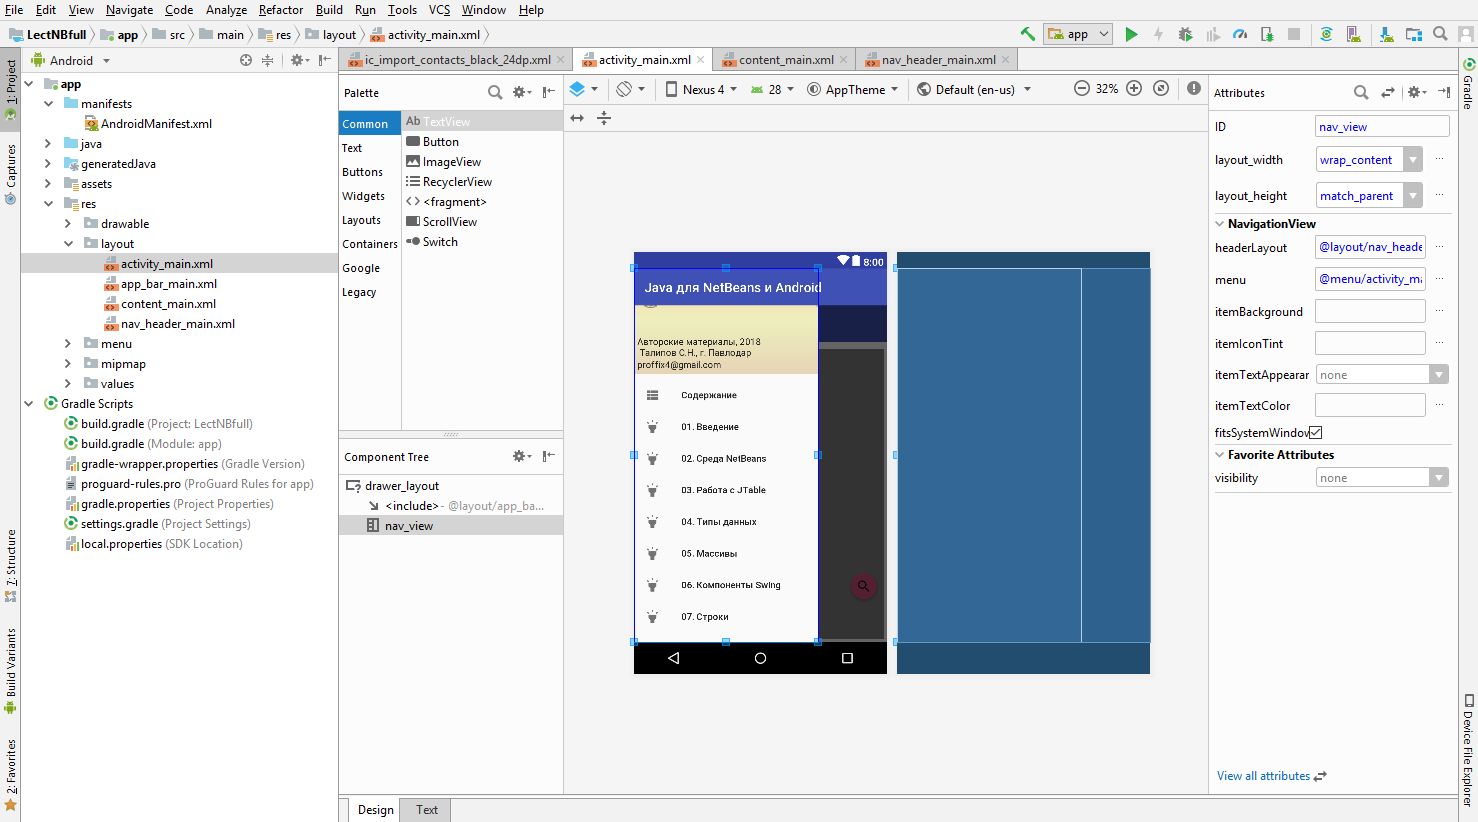 File Edit View Navigate Code Analyze Refactor Build Run Tools VCS Window Help
LectNBfull app src main res layout activity_main.xml
app
1: Project
Captures
7: Structure
Build Variants
2: Favorites
Android
app
manifests
AndroidManifest.xml
java
generatedJava
assets
res
drawable
layout
activity_main.xml
app_bar_main.xml
content_main.xml
nav_header_main.xml
menu
mipmap
values
Gradle Scripts
build.gradle (Project: LectNBfull)
build.gradle (Module: app)
gradle-wrapper.properties (Gradle Version)
proguard-rules.pro (ProGuard Rules for app)
gradle.properties (Project Properties)
settings.gradle (Project Settings)
local.properties (SDK Location)
ic_import_contacts_black_24dp.xml activity_main.xml content_main.xml nav_header_main.xml
Palette
Common
Text
Buttons
Widgets
Layouts
Containers
Google
Legacy
Ab TextView
Button
ImageView
RecyclerView
<fragment>
ScrollView
Switch
Component Tree
drawer_layout
<include> - @layout/app_ba...
nav_view
Nexus 4 28 AppTheme Default (en-us) 32%
8:00
Java для NetBeans и Android
Авторские материалы, 2018
Талипов С.Н., г. Павлодар
proffix4@gmail.com
Содержание
01. Введение
02. Среда NetBeans
03. Работа с JTable
04. Типы данных
05. Массивы
06. Компоненты Swing
07. Строки
Attributes
ID nav_view
layout_width wrap_content
layout_height match_parent
NavigationView
headerLayout @layout/nav_heade
menu @menu/activity_ma
itemBackground
itemIconTint
itemTextAppearar none
itemTextColor
fitsSystemWindow
Favorite Attributes
visibility none
View all attributes
Gradle
Device File Explorer
Design Text